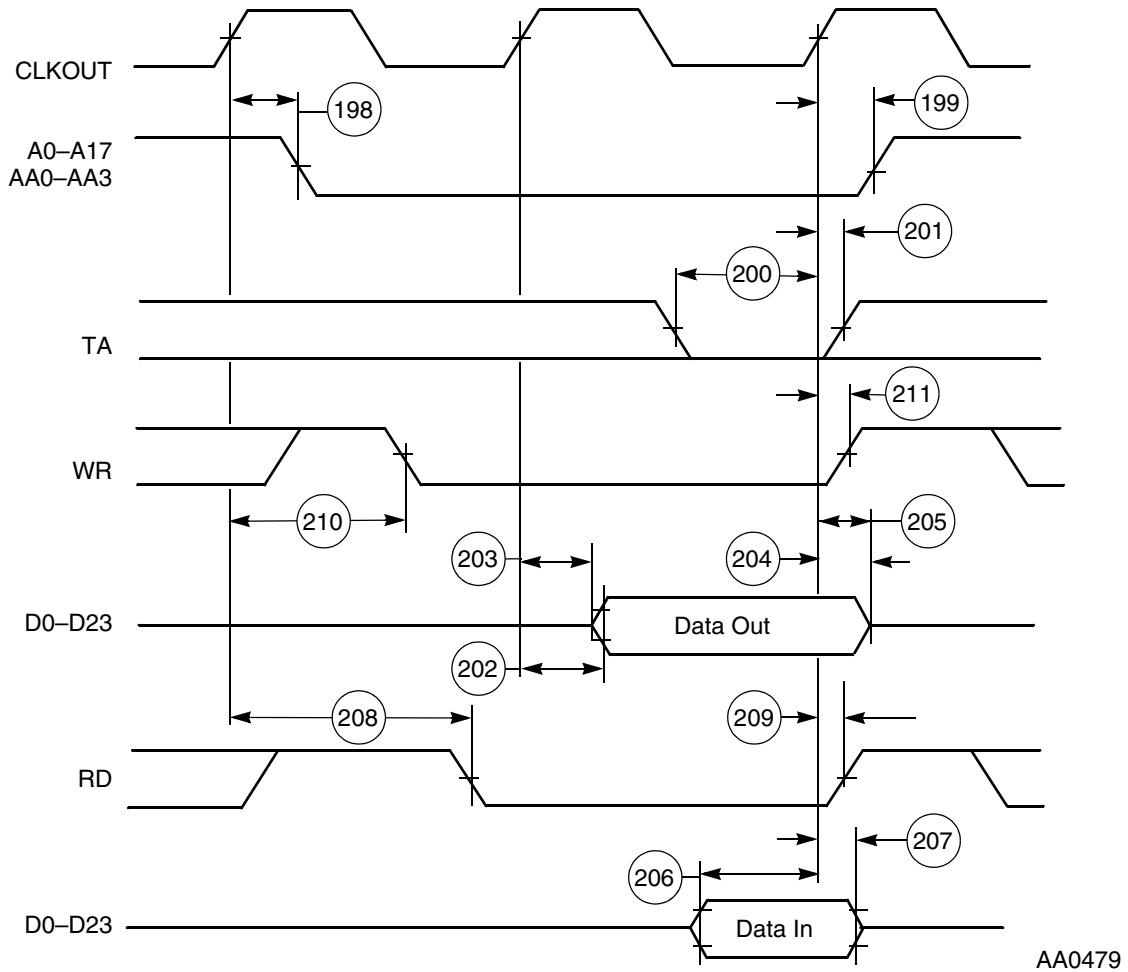 CLKOUT
198
199
A0–A17
AA0–AA3
201
200
TA
211
WR
210
205
203
204
D0–D23
Data Out
202
208
209
RD
207
206
D0–D23
Data In
AA0479